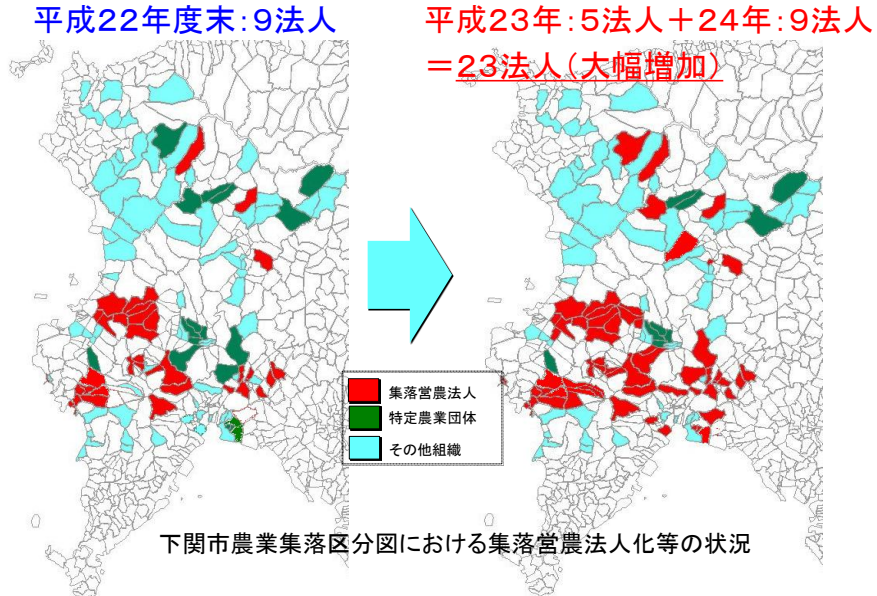 平成22年度末:9法人
平成23年:5法人+24年:9法人
=23法人(大幅増加)
集落営農法人
特定農業団体
その他組織
下関市農業集落区分図における集落営農法人化等の状況